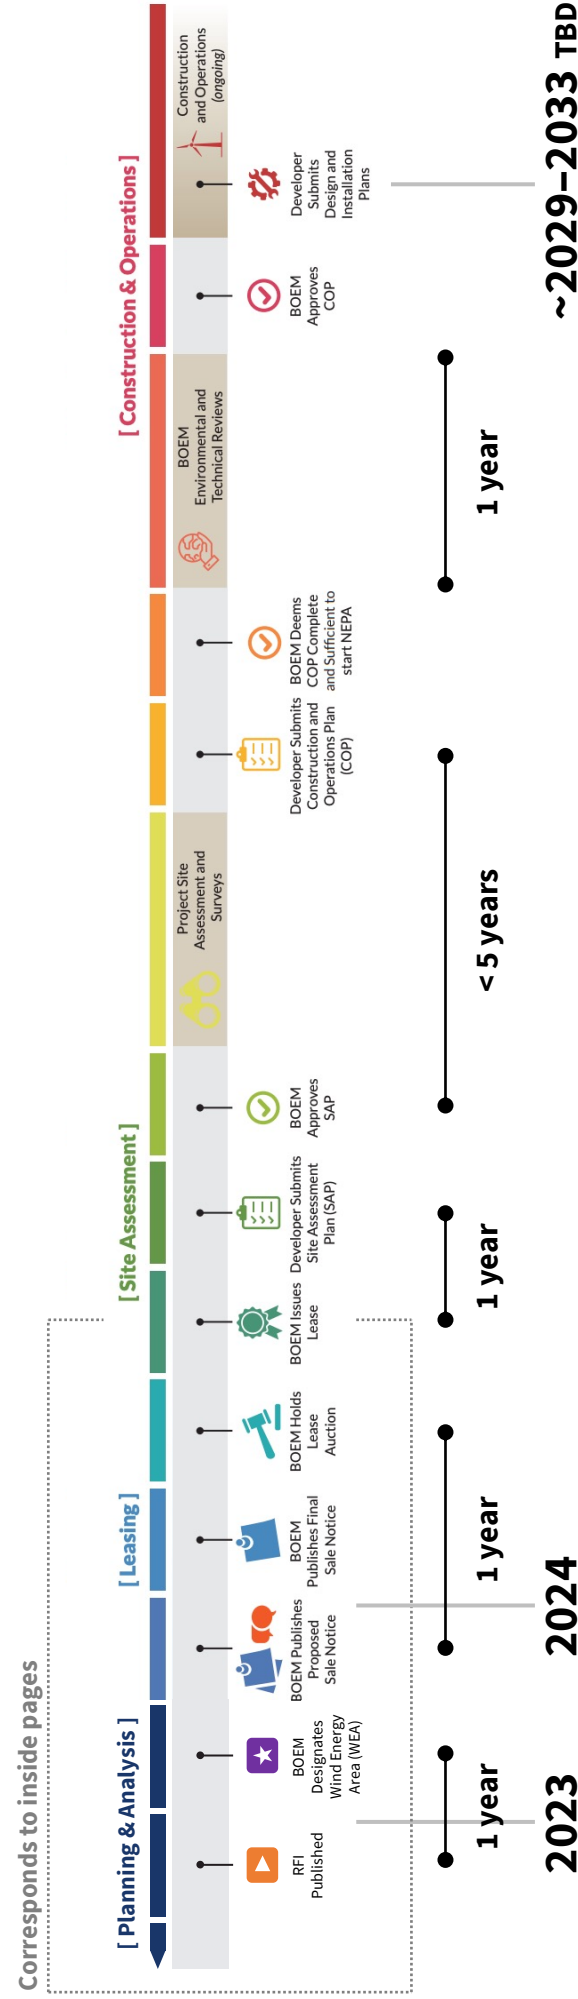 Corresponds to inside pages
[ Planning & Analysis ]
[ Leasing ]
[ Site Assessment ]
[ Construction & Operations ]
RFI
Published
BOEM
Designates
Wind Energy
Area (WEA)
BOEM Publishes
Proposed
Sale Notice
BOEM
Publishes Final
Sale Notice
BOEM Holds
Lease
Auction
BOEM Issues
Lease
Developer Submits
Site Assessment
Plan (SAP)
BOEM
Approves
SAP
Project Site
Assessment and
Surveys
Developer Submits
Construction and
Operations Plan
(COP)
BOEM Deems
COP Complete
and Sufficient to
start NEPA
BOEM
Environmental and
Technical Reviews
BOEM
Approves
COP
Developer
Submits
Design and
Installation
Plans
Construction
and Operations
(ongoing)
1 year
1 year
1 year
< 5 years
1 year
2023
2024
~2029–2033 TBD